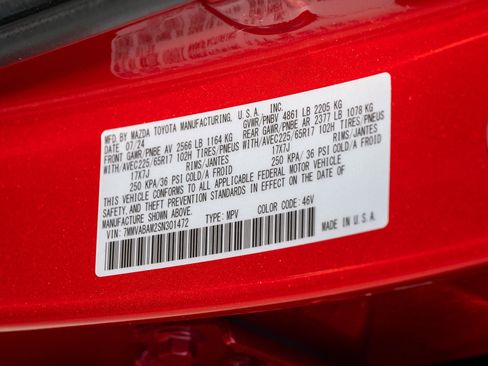 MFD BY MAZDA TOYOTA MANUFACTURING, U.S.A., INC.
DATE 07/24 GVWR/PNBV 4861 LB 2205 KG
FRONT GAWR/PNBE AV 2566 LB 1164 KG REAR GAWR/PNBE AR 2377 LB 1078 KG
WITH/AVEC225/65R17 102H TIRES/PNEUS WITH/AVEC225/65R17 102H TIRES/PNEUS
17X7J RIMS/JANTES 17X7J RIMS/JANTES
250 KPA/ 36 PSI COLD/A FROID 250 KPA/ 36 PSI COLD/A FROID
THIS VEHICLE CONFORMS TO ALL APPLICABLE FEDERAL MOTOR VEHICLE
SAFETY, AND THEFT PREVENTION STANDARDS IN EFFECT ON THE DATE OF
MANUFACTURE SHOWN ABOVE.
VIN: 7MMVABAM2SN301472 TYPE: MPV COLOR CODE: 46V
MADE IN U.S.A.